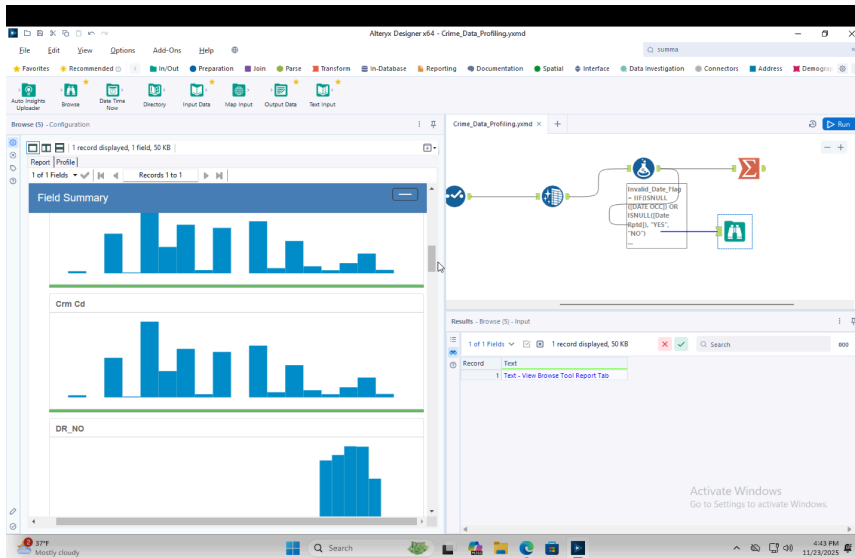 Alteryx Designer x64 - Crime_Data_Profiling.yxmd
File Edit View Options Add-Ons Help
summa
Favorites Recommended In/Out Preparation Join Parse Transform In-Database Reporting Documentation Spatial Interface Data Investigation Connectors Address Demogra
Auto Insights Uploader
Browse
Date Time Now
Directory
Input Data
Map Input
Output Data
Text Input
Browse (5) - Configuration
1 record displayed, 1 field, 50 KB
Report Profile
1 of 1 Fields Records 1 to 1
Field Summary
Crm Cd
DR_NO
Crime_Data_Profiling.yxmd
Run
Invalid_Date_Flag
= IIF(ISNULL
([DATE OCC]) OR
ISNULL([Date
Rptd]), "YES",
"NO")
...
Results - Browse (5) - Input
1 of 1 Fields 1 record displayed, 50 KB Search 000
Record Text
1 Text - View Browse Tool Report Tab
Activate Windows
Go to Settings to activate Windows.
2
37°F
Mostly cloudy
Search
4:43 PM
11/23/2025